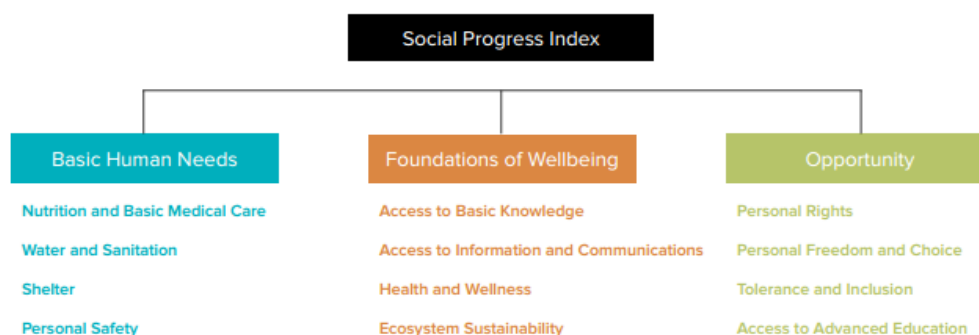 Social Progress Index
Basic Human Needs
Nutrition and Basic Medical Care
Water and Sanitation
Shelter
Personal Safety
Foundations of Wellbeing
Access to Basic Knowledge
Access to Information and Communications
Health and Wellness
Ecosystem Sustainability
Opportunity
Personal Rights
Personal Freedom and Choice
Tolerance and Inclusion
Access to Advanced Education